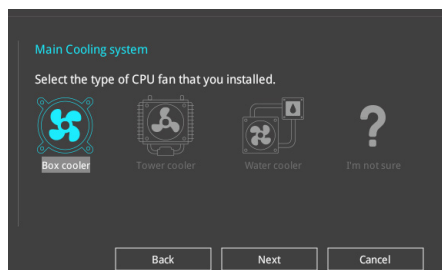 Main Cooling system
Select the type of CPU fan that you installed.
Box cooler Tower cooler Water cooler I'm not sure
Back Next Cancel